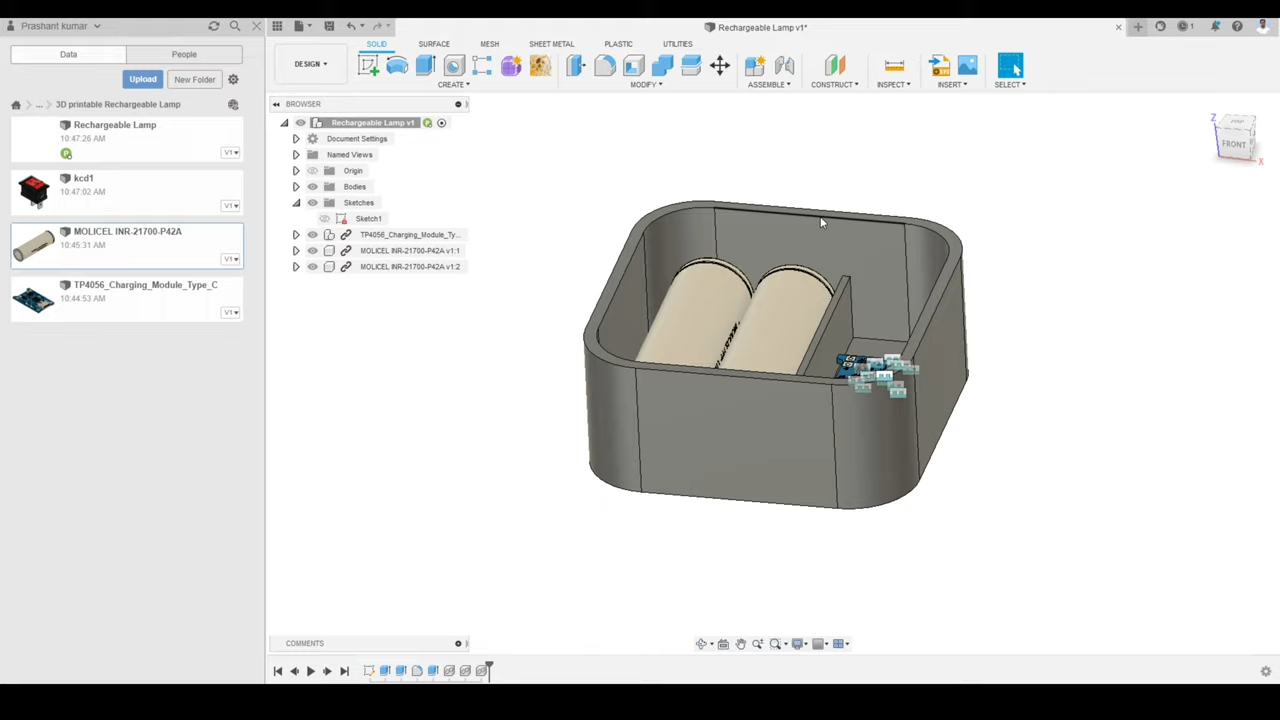 Prashant kumar
Rechargeable Lamp v1*
1
Data
People
SOLID
SURFACE
MESH
SHEET METAL
PLASTIC
UTILITIES
DESIGN
Upload
New Folder
CREATE
MODIFY
ASSEMBLE
CONSTRUCT
INSPECT
INSERT
SELECT
...
3D printable Rechargeable Lamp
BROWSER
Rechargeable Lamp
10:47:26 AM
V1
kcd1
10:47:02 AM
V1
MOLICEL INR-21700-P42A
10:45:31 AM
V1
TP4056_Charging_Module_Type_C
10:44:53 AM
V1
Rechargeable Lamp v1
Document Settings
Named Views
Origin
Bodies
Sketches
Sketch1
TP4056_Charging_Module_Ty...
MOLICEL INR-21700-P42A v1:1
MOLICEL INR-21700-P42A v1:2
Z
FRONT
X
COMMENTS